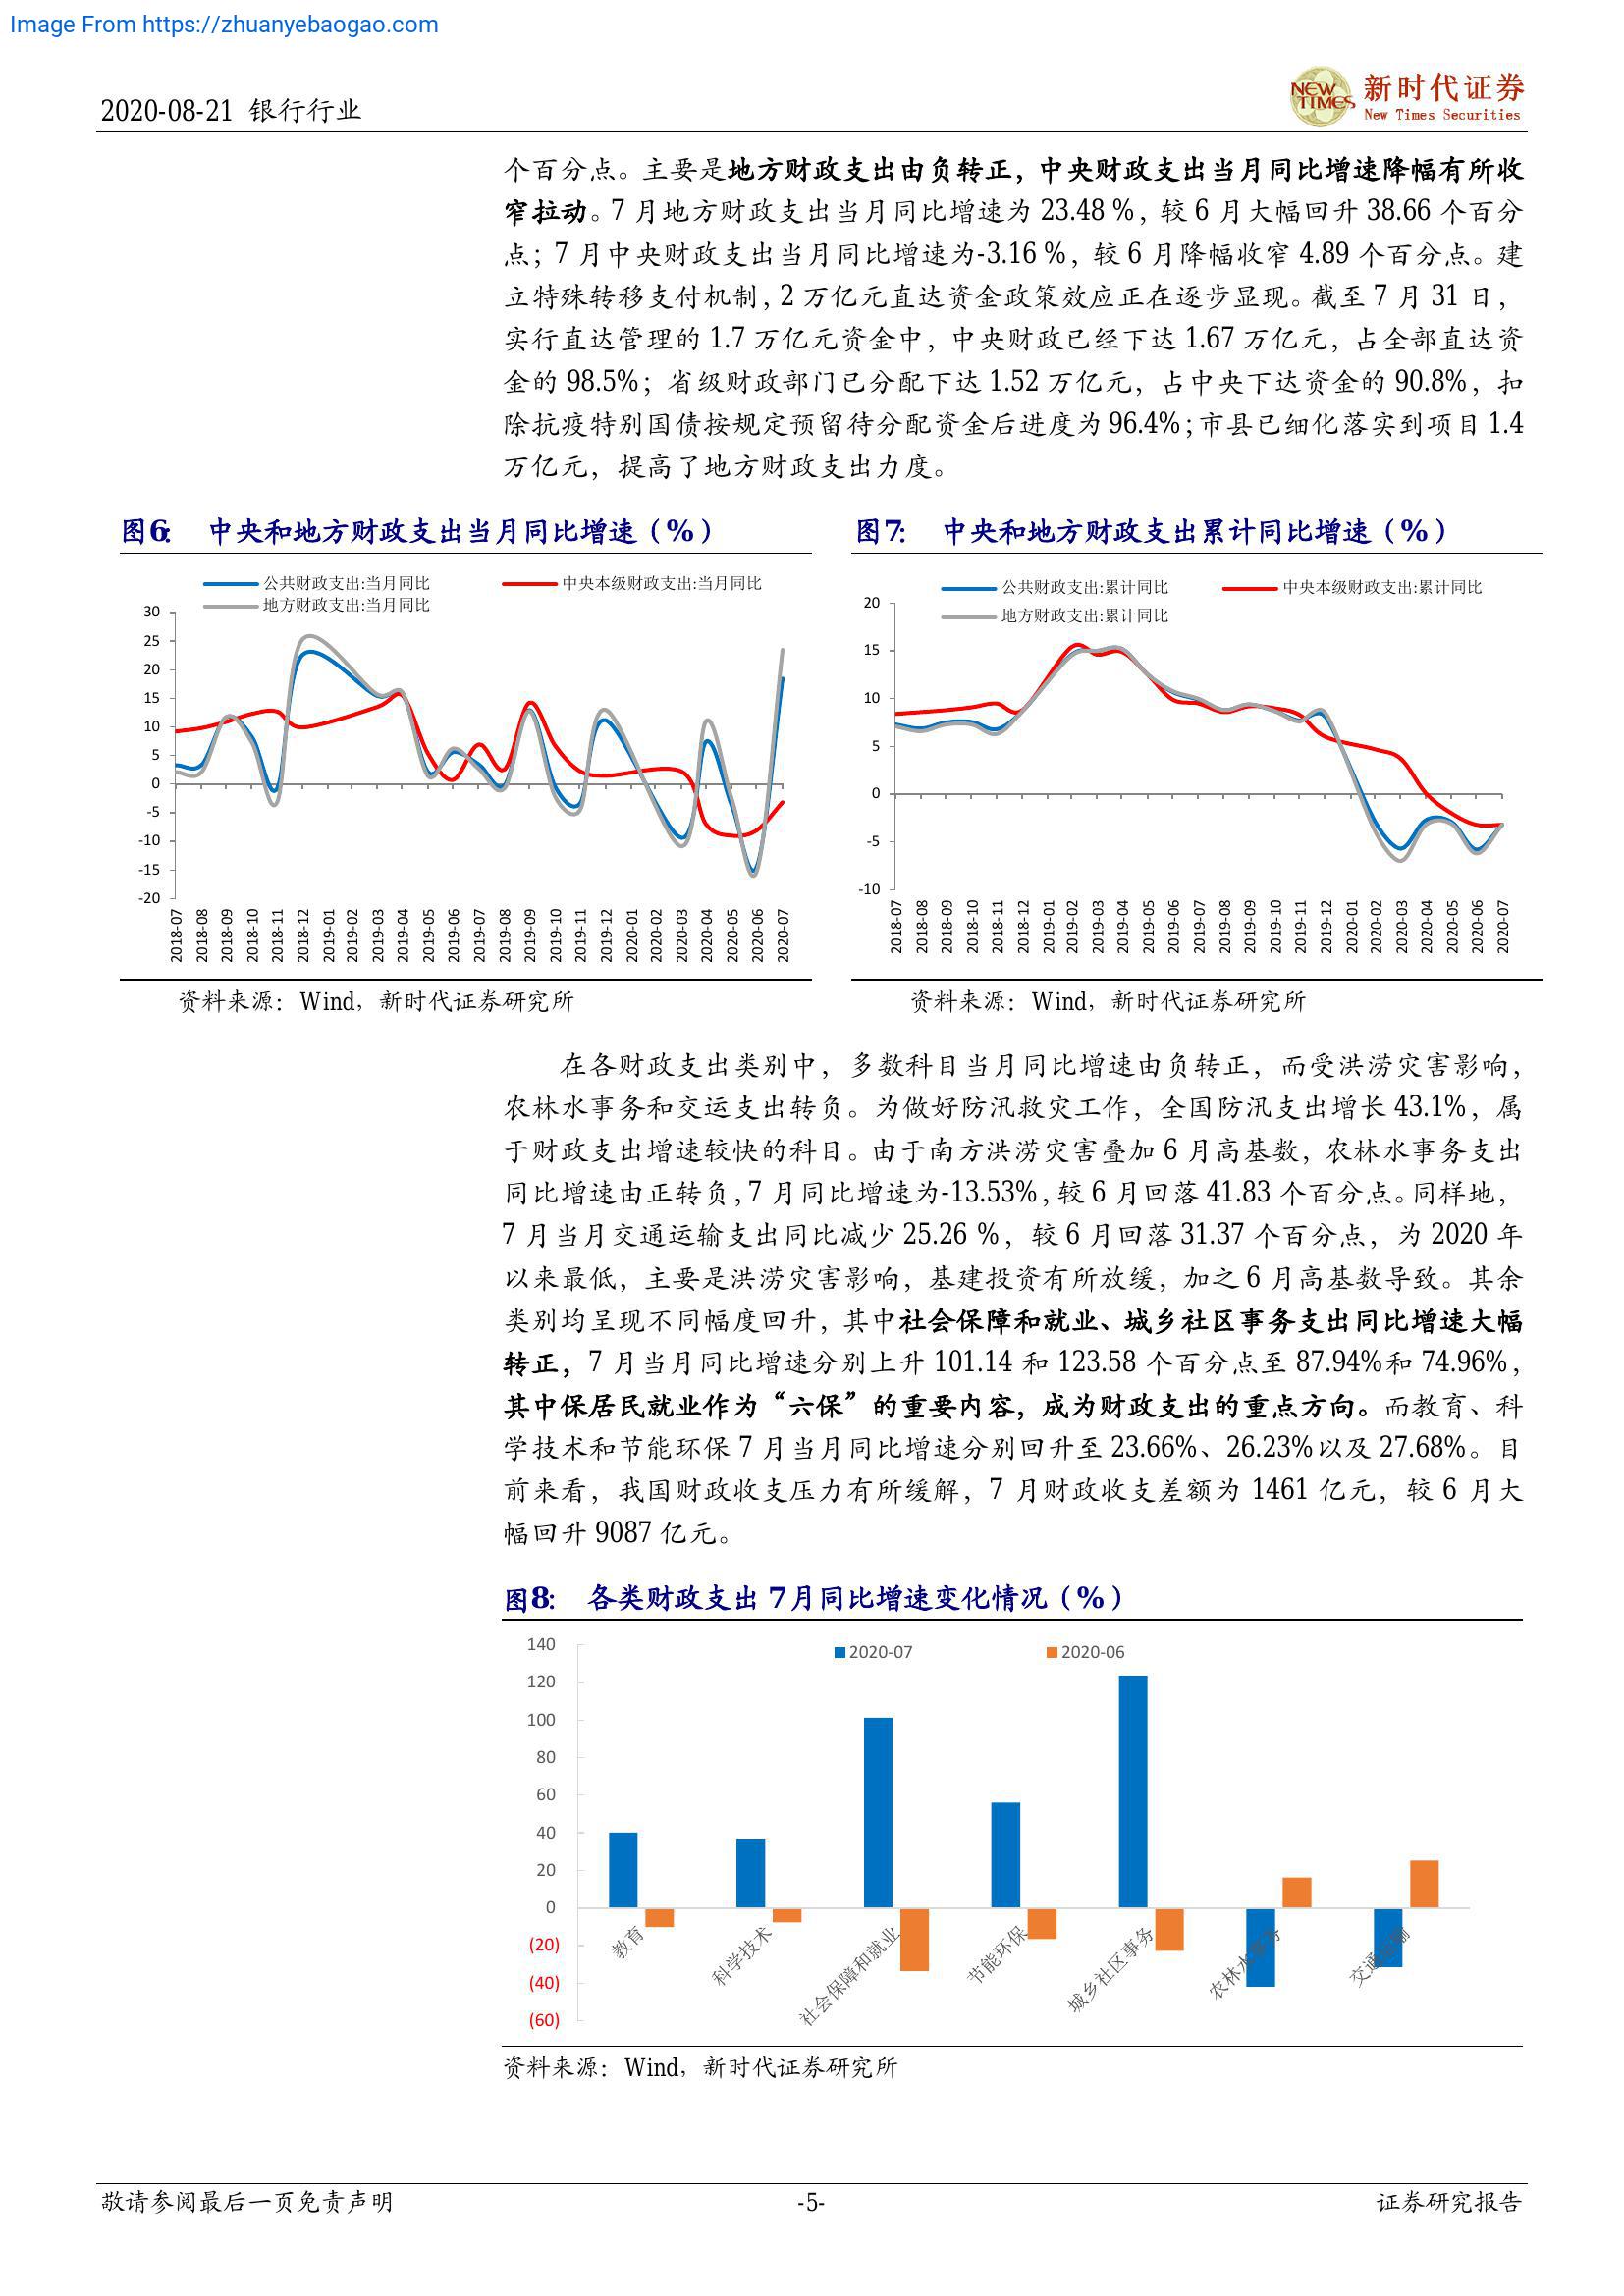 Image From https://zhuanyebaogao.com
2020-08-21 银行行业
NEW TIMES
新时代证券
New Times Securities
个百分点。主要是地方财政支出由负转正，中央财政支出当月同比增速降幅有所收
窄拉动。7 月地方财政支出当月同比增速为 23.48 %，较 6 月大幅回升 38.66 个百分
点；7 月中央财政支出当月同比增速为-3.16 %，较 6 月降幅收窄 4.89 个百分点。建
立特殊转移支付机制，2 万亿元直达资金政策效应正在逐步显现。截至 7 月 31 日，
实行直达管理的 1.7 万亿元资金中，中央财政已经下达 1.67 万亿元，占全部直达资
金的 98.5%；省级财政部门已分配下达 1.52 万亿元，占中央下达资金的 90.8%，扣
除抗疫特别国债按规定预留待分配资金后进度为 96.4%；市县已细化落实到项目 1.4
万亿元，提高了地方财政支出力度。
图6： 中央和地方财政支出当月同比增速（%）
公共财政支出:当月同比
中央本级财政支出:当月同比
地方财政支出:当月同比
30
25
20
15
10
5
0
-5
-10
-15
-20
2018-07
2018-08
2018-09
2018-10
2018-11
2018-12
2019-01
2019-02
2019-03
2019-04
2019-05
2019-06
2019-07
2019-08
2019-09
2019-10
2019-11
2019-12
2020-01
2020-02
2020-03
2020-04
2020-05
2020-06
2020-07
资料来源：Wind，新时代证券研究所
图7： 中央和地方财政支出累计同比增速（%）
公共财政支出:累计同比
中央本级财政支出:累计同比
地方财政支出:累计同比
20
15
10
5
0
-5
-10
2018-07
2018-08
2018-09
2018-10
2018-11
2018-12
2019-01
2019-02
2019-03
2019-04
2019-05
2019-06
2019-07
2019-08
2019-09
2019-10
2019-11
2019-12
2020-01
2020-02
2020-03
2020-04
2020-05
2020-06
2020-07
资料来源：Wind，新时代证券研究所
在各财政支出类别中，多数科目当月同比增速由负转正，而受洪涝灾害影响，
农林水事务和交运支出转负。为做好防汛救灾工作，全国防汛支出增长 43.1%，属
于财政支出增速较快的科目。由于南方洪涝灾害叠加 6 月高基数，农林水事务支出
同比增速由正转负，7 月同比增速为-13.53%，较 6 月回落 41.83 个百分点。同样地，
7 月当月交通运输支出同比减少 25.26 %，较 6 月回落 31.37 个百分点，为 2020 年
以来最低，主要是洪涝灾害影响，基建投资有所放缓，加之 6 月高基数导致。其余
类别均呈现不同幅度回升，其中社会保障和就业、城乡社区事务支出同比增速大幅
转正，7 月当月同比增速分别上升 101.14 和 123.58 个百分点至 87.94%和 74.96%，
其中保居民就业作为“六保”的重要内容，成为财政支出的重点方向。而教育、科
学技术和节能环保 7 月当月同比增速分别回升至 23.66%、26.23%以及 27.68%。目
前来看，我国财政收支压力有所缓解，7 月财政收支差额为 1461 亿元，较 6 月大
幅回升 9087 亿元。
图8： 各类财政支出 7月同比增速变化情况（%）
2020-07
2020-06
140
120
100
80
60
40
20
0
(20)
(40)
(60)
教育
科学技术
社会保障和就业
节能环保
城乡社区事务
农林水事务
交通运输
资料来源：Wind，新时代证券研究所
敬请参阅最后一页免责声明
-5-
证券研究报告